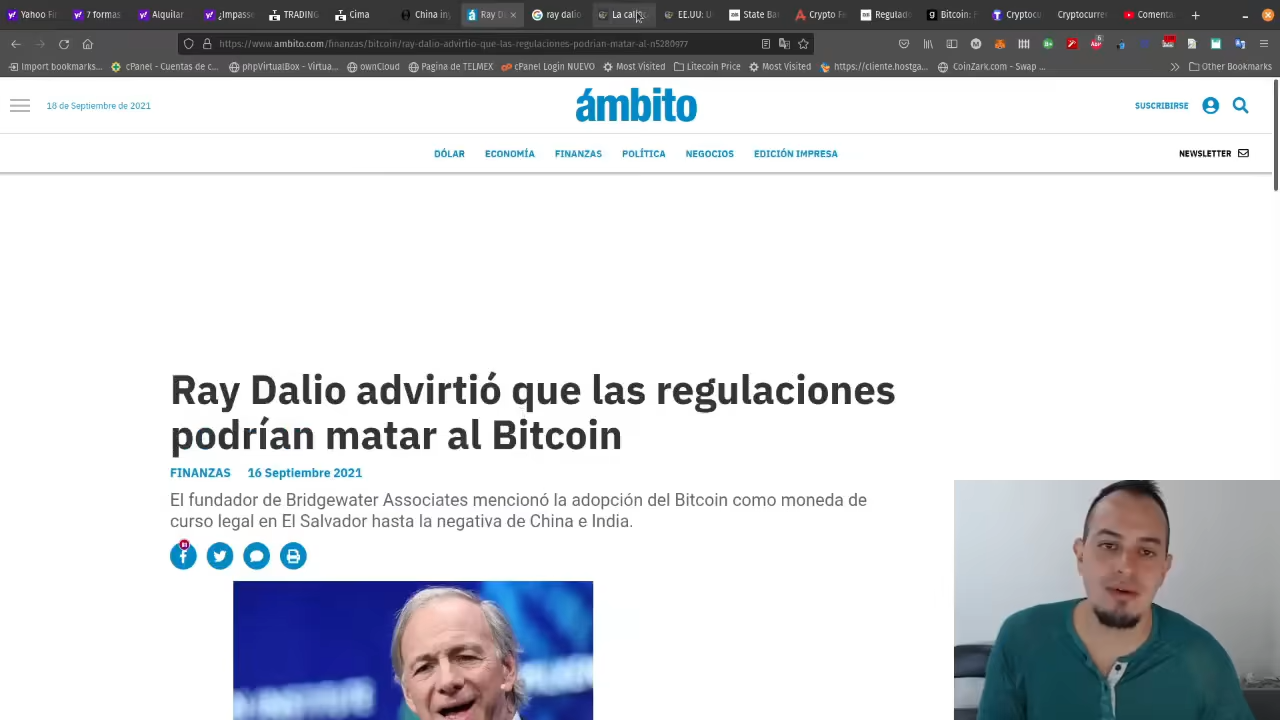 Yahoo Fi
7 formas
Alquilar
¿Impass
TRADING
Cima
China in
Ray D
ray dalio
La cali
EE.UU: U
State Ba
Crypto F
Regulad
Bitcoin:
Cryptocu
Cryptocurre
Comenta
https://www.ambito.com/finanzas/bitcoin/ray-dalio-advirtio-que-las-regulaciones-podrian-matar-al-n5280977
Import bookmarks...
cPanel - Cuentas de c...
phpVirtualBox - Virtua...
ownCloud
Pagina de TELMEX
cPanel Login NUEVO
Most Visited
Litecoin Price
Most Visited
https://cliente.hostga...
CoinZark.com - Swap ...
Other Bookmarks
18 de Septiembre de 2021
ámbito
SUSCRIBIRSE
DÓLAR
ECONOMÍA
FINANZAS
POLÍTICA
NEGOCIOS
EDICIÓN IMPRESA
NEWSLETTER
Ray Dalio advirtió que las regulaciones
podrían matar al Bitcoin
FINANZAS 16 Septiembre 2021
El fundador de Bridgewater Associates mencionó la adopción del Bitcoin como moneda de
curso legal en El Salvador hasta la negativa de China e India.